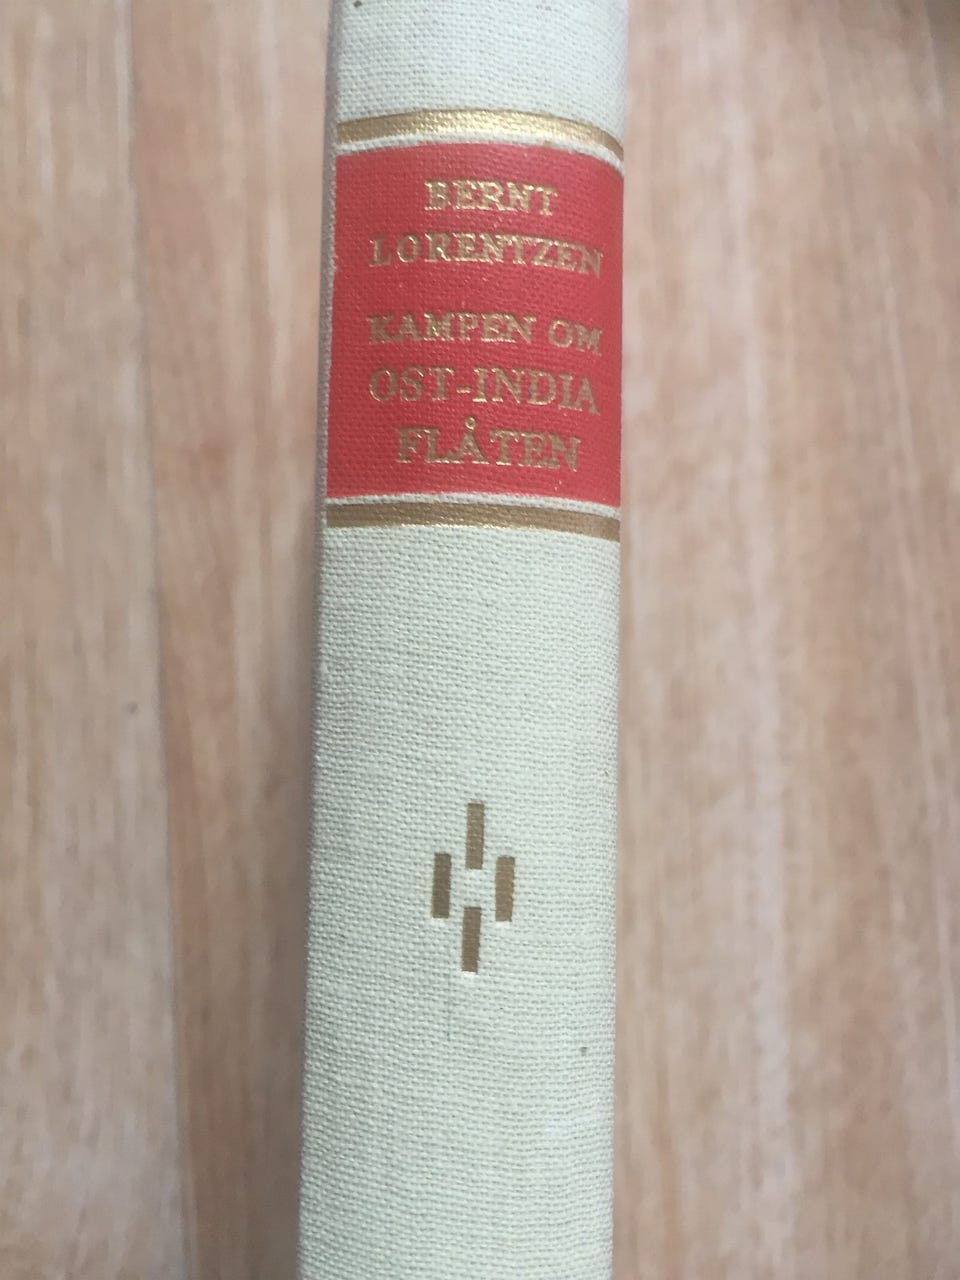 BERNT
LORENTZEN
KAMPEN OM
OST-INDIA
FLÅTEN